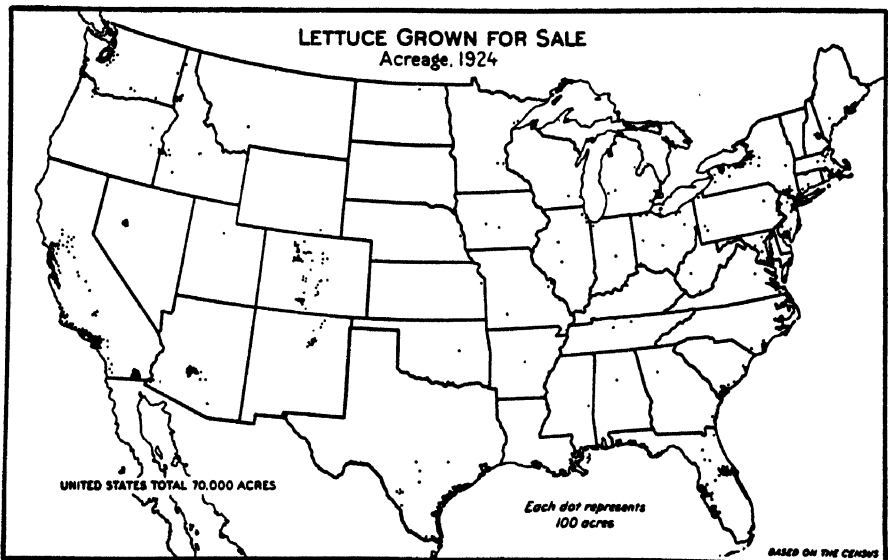 LETTUCE GROWN FOR SALE
Acreage, 1924
UNITED STATES TOTAL 70,000 ACRES
Each dot represents
100 acres
BASED ON THE CENSUS